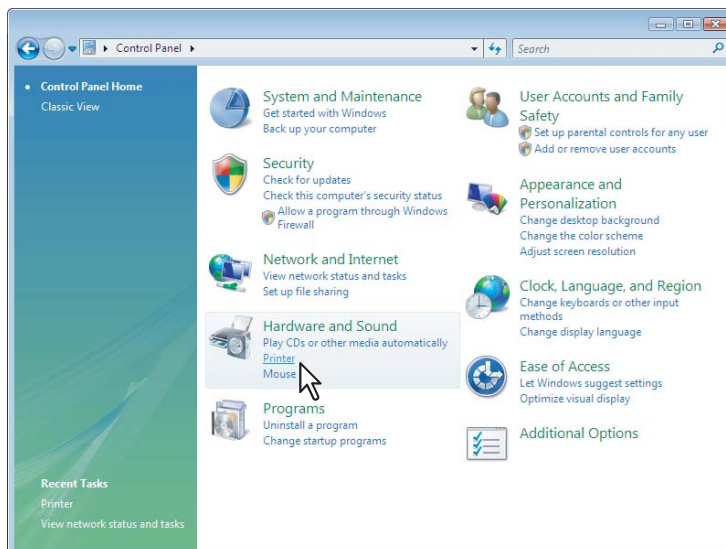 Control Panel
Search
Control Panel Home
Classic View
System and Maintenance
Get started with Windows
Back up your computer
Security
Check for updates
Check this computer's security status
Allow a program through Windows
Firewall
Network and Internet
View network status and tasks
Set up file sharing
Hardware and Sound
Play CDs or other media automatically
Printer
Mouse
Programs
Uninstall a program
Change startup programs
User Accounts and Family
Safety
Set up parental controls for any user
Add or remove user accounts
Appearance and
Personalization
Change desktop background
Change the color scheme
Adjust screen resolution
Clock, Language, and Region
Change keyboards or other input
methods
Change display language
Ease of Access
Let Windows suggest settings
Optimize visual display
Additional Options
Recent Tasks
Printer
View network status and tasks